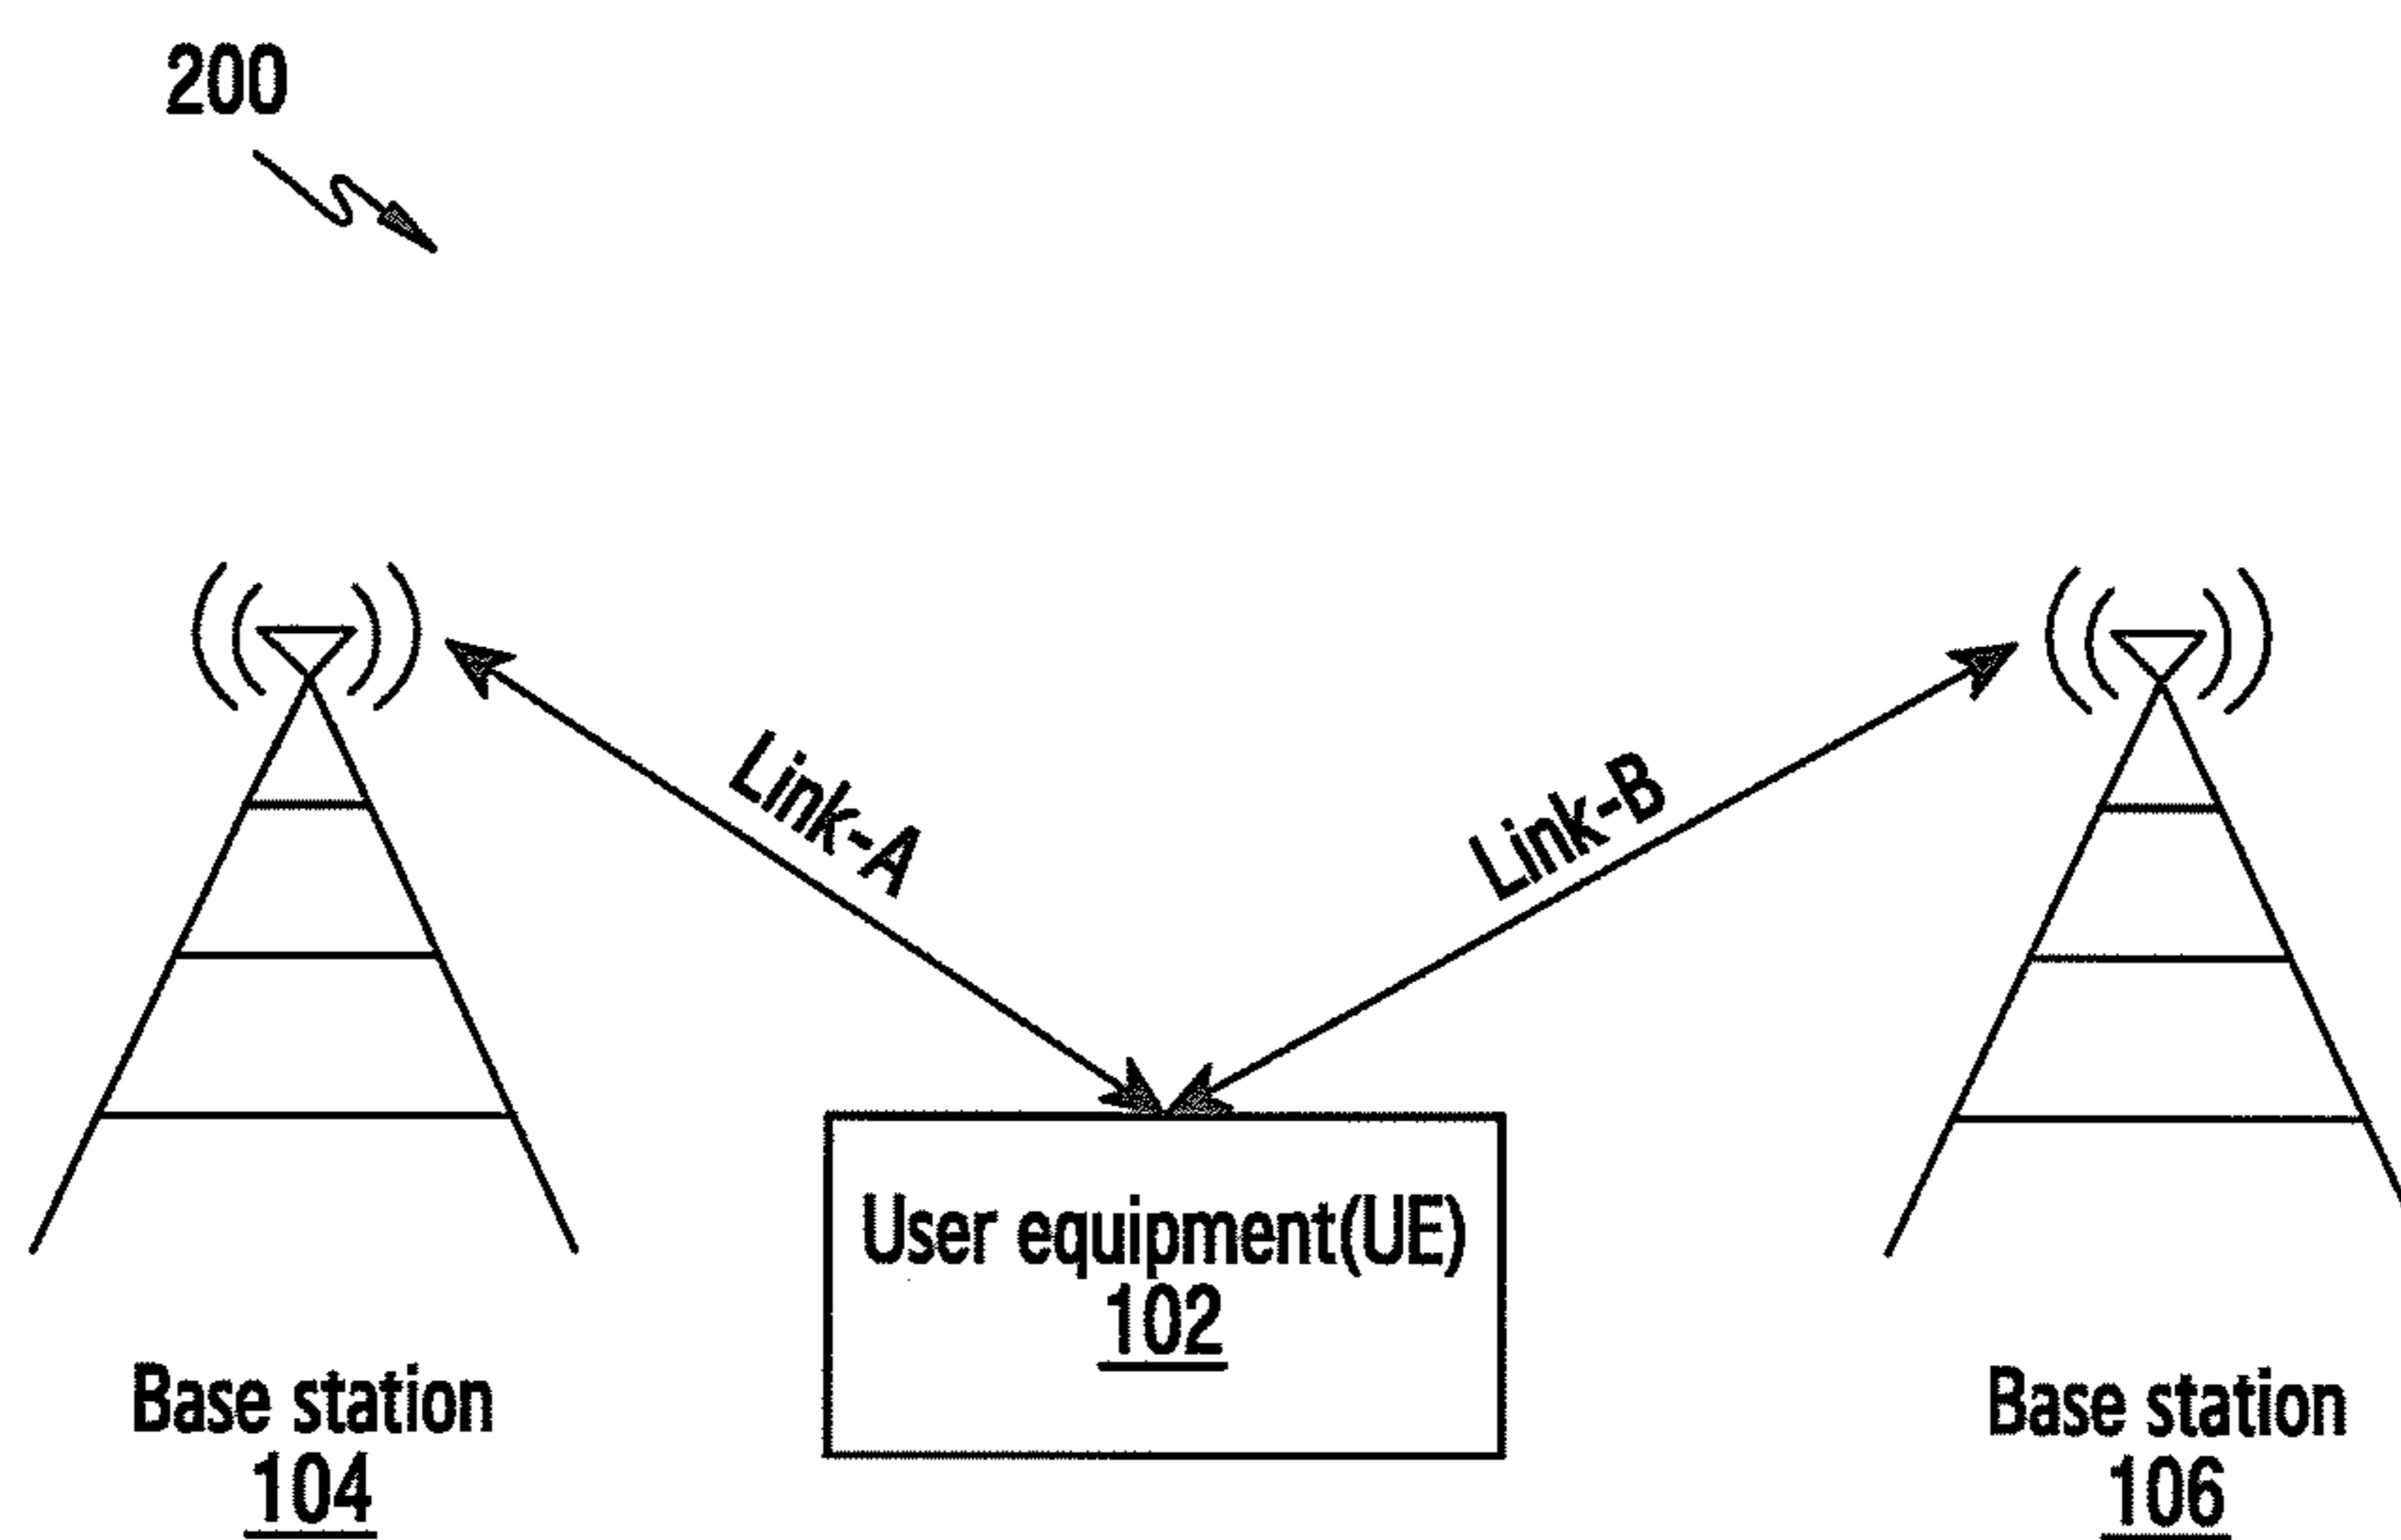 200
Link-A
Link-B
User equipment(UE)
102
Base station
104
Base station
106